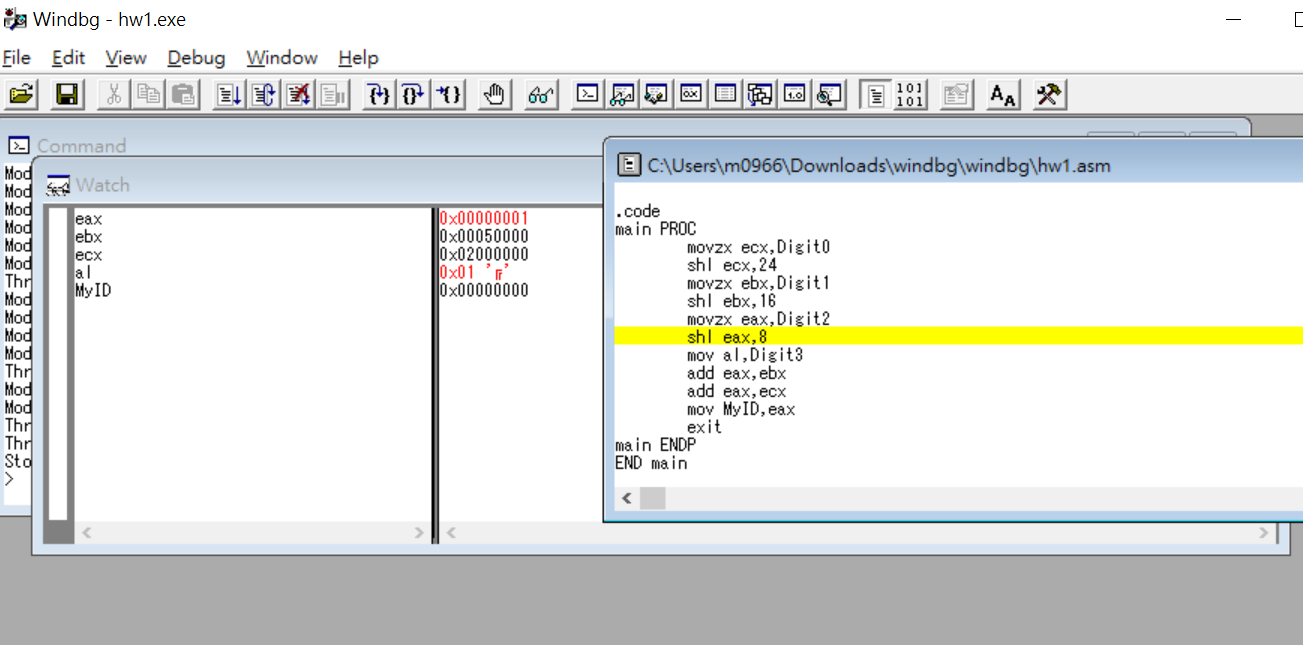 Windbg - hw1.exe
File Edit View Debug Window Help
Command
Mod
Mod
Mod
Mod
Mod
Mod
Thr
Mod
Mod
Mod
Mod
Thr
Mod
Mod
Thr
Thr
Sto
>
Watch
eax 0x00000001
ebx 0x00050000
ecx 0x02000000
al 0x01 '┌'
MyID 0x00000000
C:\Users\m0966\Downloads\windbg\windbg\hw1.asm
.code
main PROC
movzx ecx,Digit0
shl ecx,24
movzx ebx,Digit1
shl ebx,16
movzx eax,Digit2
shl eax,8
mov al,Digit3
add eax,ebx
add eax,ecx
mov MyID,eax
exit
main ENDP
END main